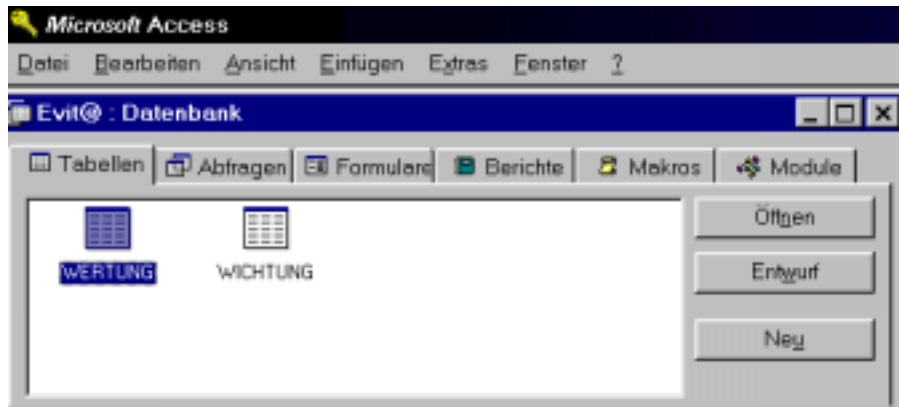 Microsoft Access
Datei Bearbeiten Ansicht Einfügen Extras Fenster ?
Evit@ : Datenbank
Tabellen Abfragen Formulare Berichte Makros Module
Öffnen
WERTUNG WICHTUNG
Entwurf
Neu